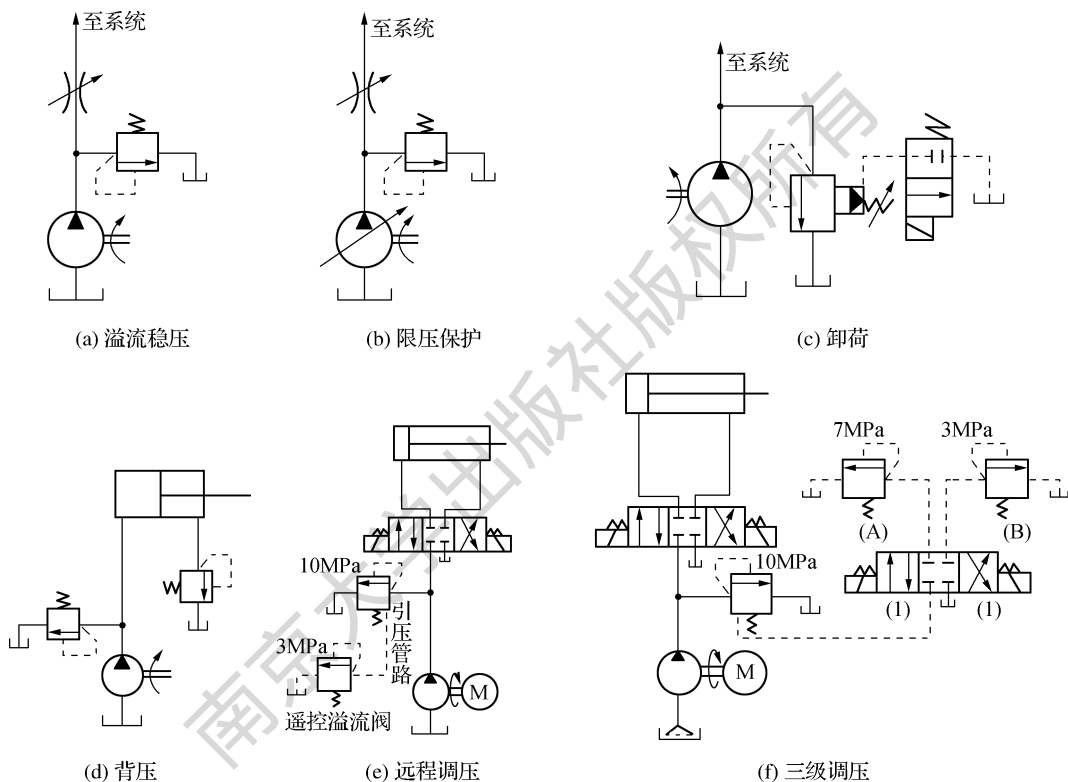 至系统
至系统
至系统
(a) 溢流稳压
(b) 限压保护
(c) 卸荷
7MPa
3MPa
(A)
(B)
10MPa
10MPa
引压管路
3MPa
(1)
(1)
M
M
遥控溢流阀
(d) 背压
(e) 远程调压
(f) 三级调压
南京大学出版社版权所有